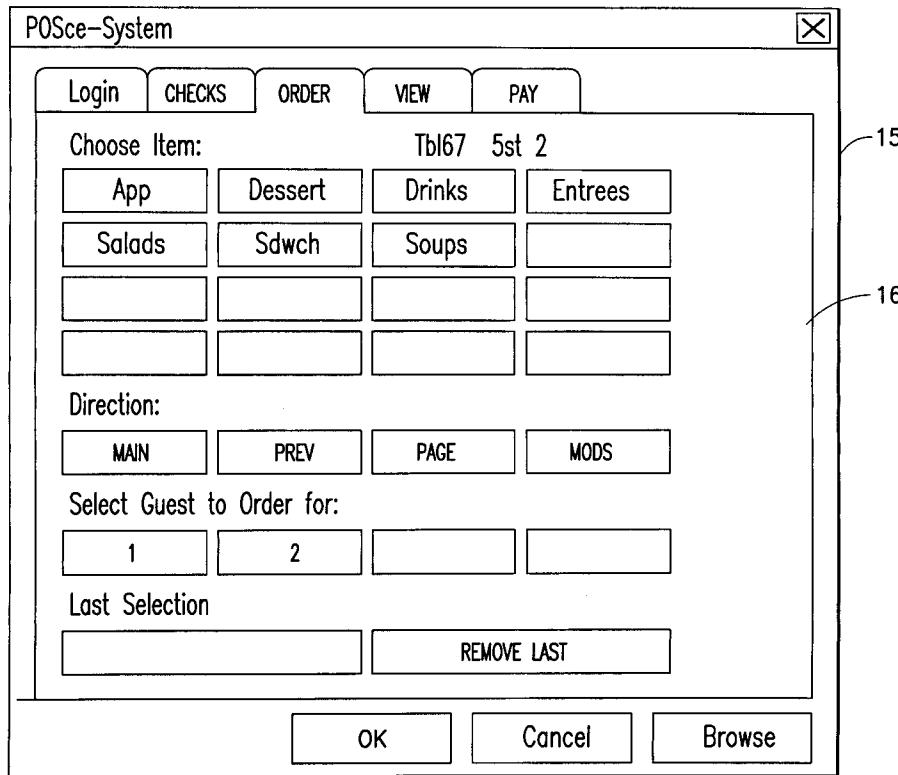 POSce-System
Login CHECKS ORDER VIEW PAY
Choose Item: Tbl67 5st 2
15
App Dessert Drinks Entrees
Salads Sdwch Soups
16
Direction:
MAIN PREV PAGE MODS
Select Guest to Order for:
1 2
Last Selection
REMOVE LAST
OK Cancel Browse